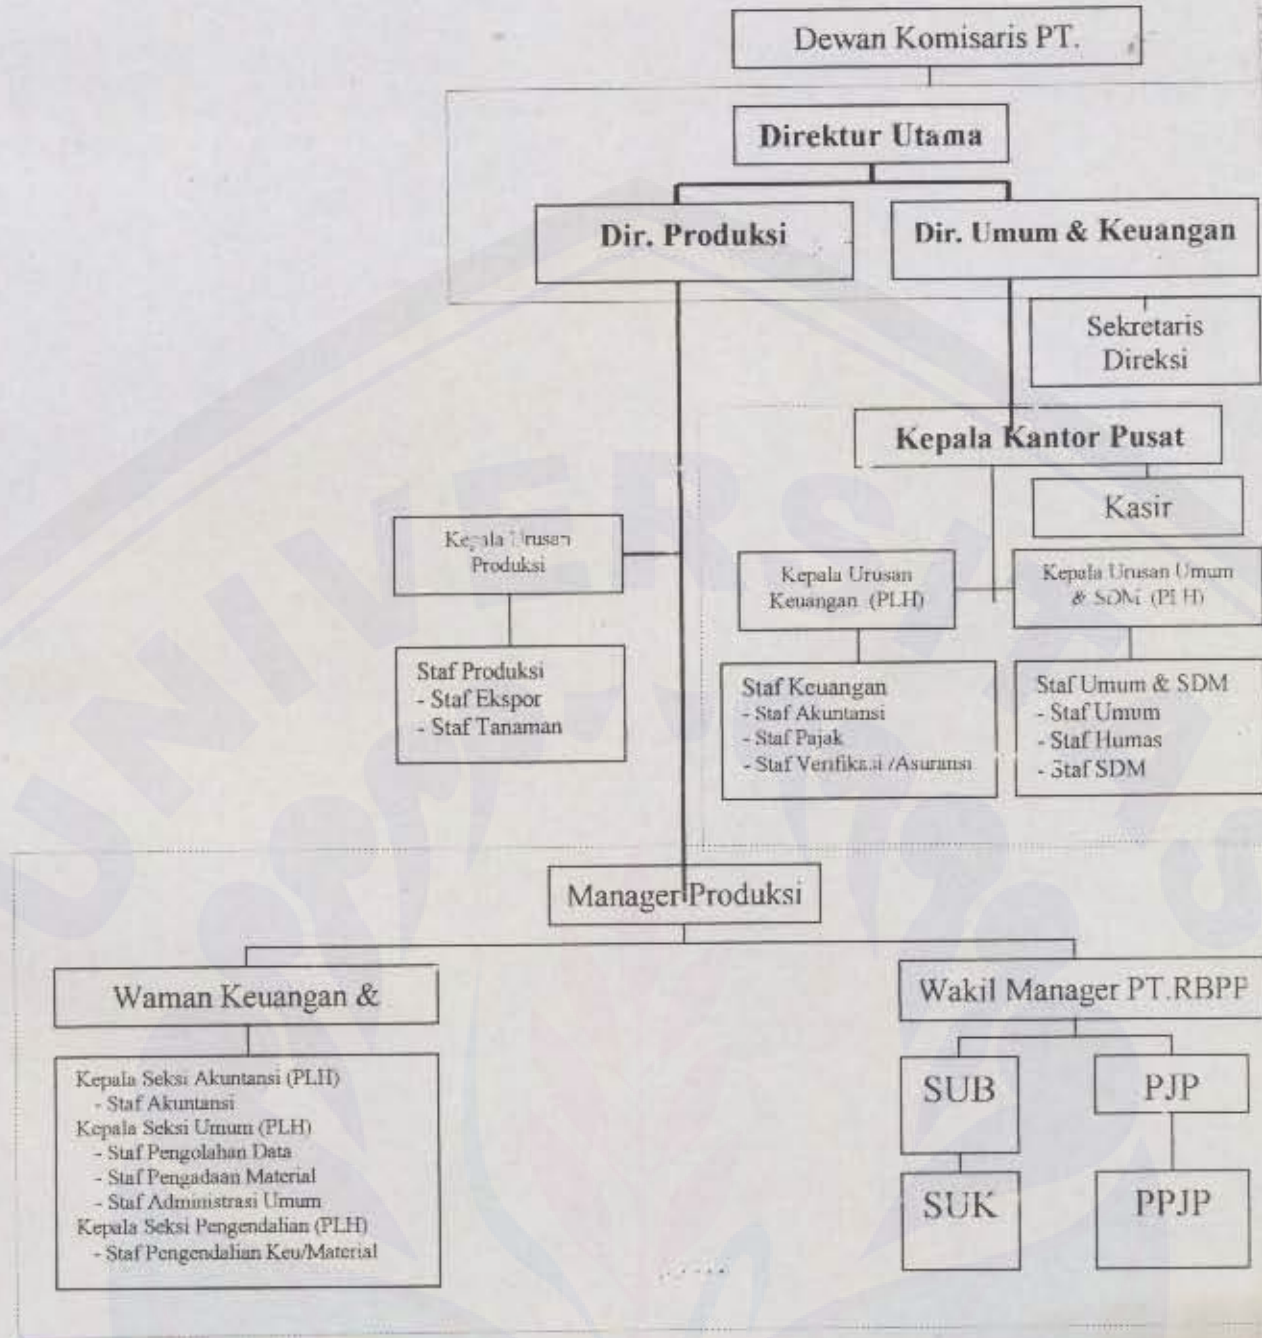 Dewan Komisaris PT.
Direktur Utama
Dir. Produksi
Dir. Umum & Keuangan
Sekretaris
Direksi
Kepala Kantor Pusat
Kasir
Kepala Urusan
Produksi
Kepala Urusan
Keuangan (PLH)
Kepala Urusan Umum
& SDM (PLH)
Staf Produksi
- Staf Ekspor
- Staf Tanaman
Staf Keuangan
- Staf Akuntansi
- Staf Pajak
- Staf Verifikasi /Asuransi
Staf Umum & SDM
- Staf Umum
- Staf Humas
- Staf SDM
Manager Produksi
Waman Keuangan &
Wakil Manager PT.RBPP
Kepala Seksi Akuntansi (PLH)
- Staf Akuntansi
Kepala Seksi Umum (PLH)
- Staf Pengolahan Data
- Staf Pengadaan Material
- Staf Administrasi Umum
Kepala Seksi Pengendalian (PLH)
- Staf Pengendalian Keu/Material
SUB
PJP
SUK
PPJP
UNIVERSITAS